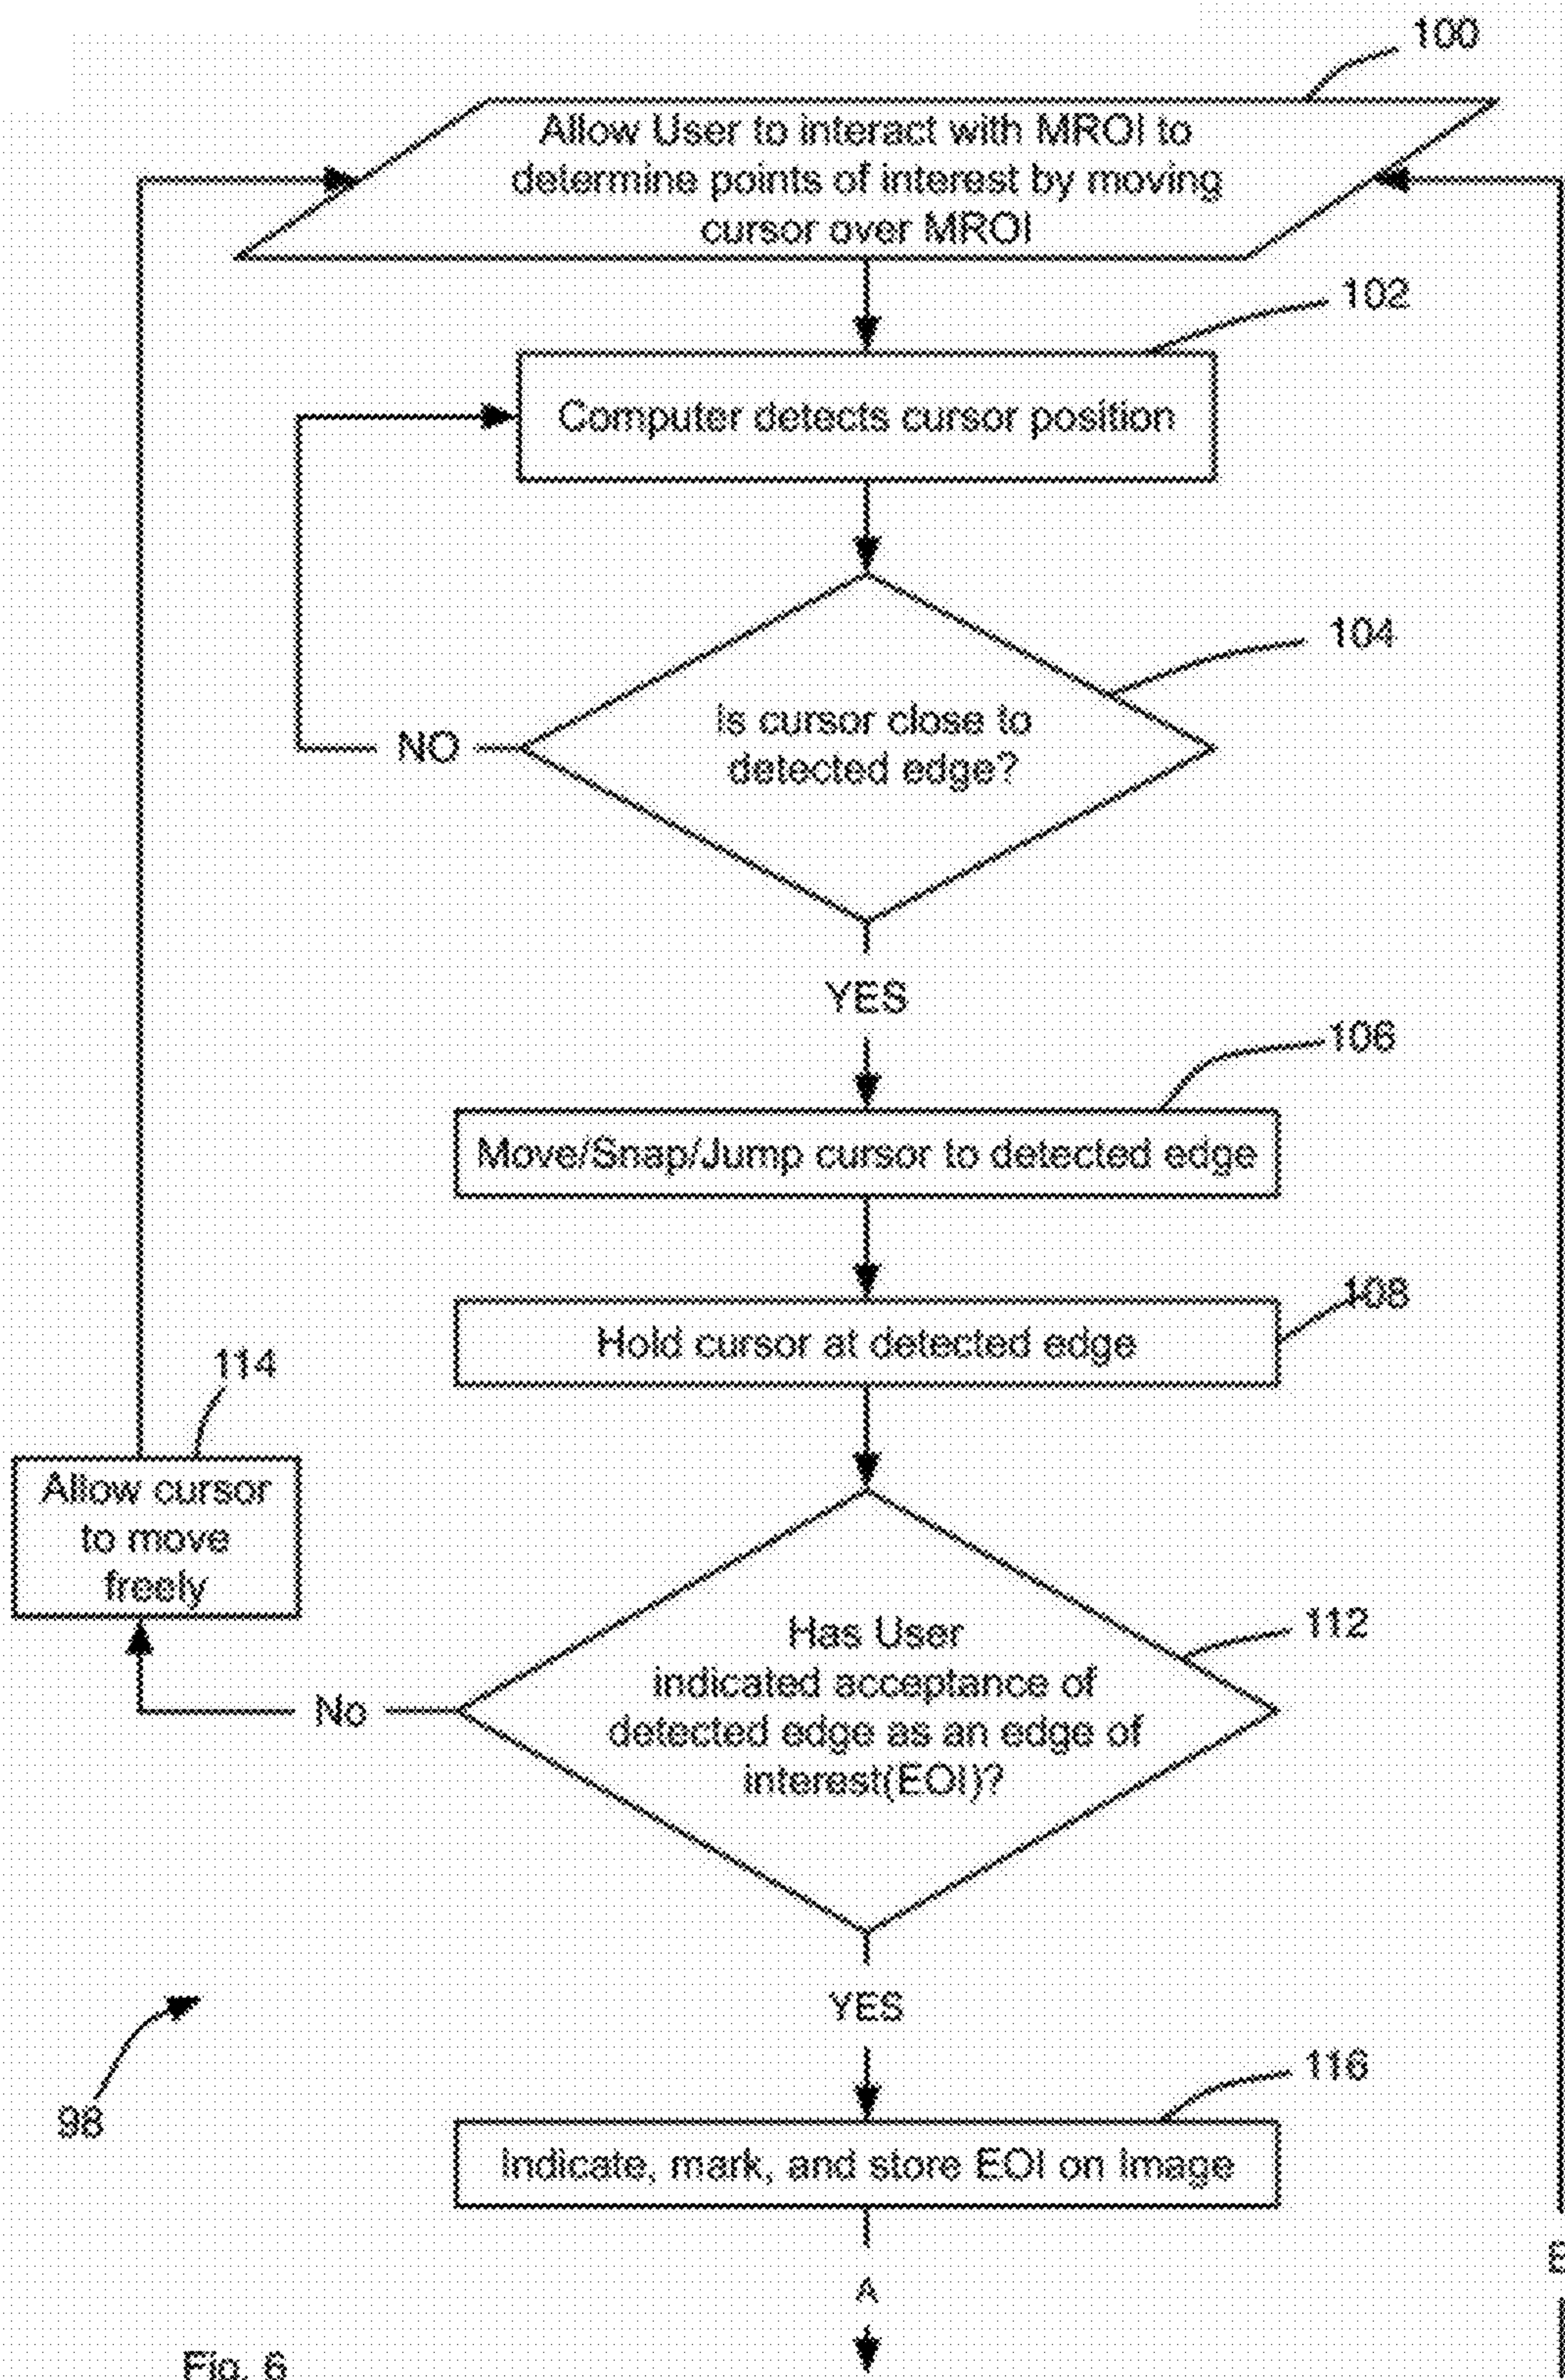 100
Allow User to interact with MROI to
determine points of interest by moving
cursor over MROI
102
Computer detects cursor position
104
Is cursor close to
detected edge?
NO
YES
106
Move/Snap/Jump cursor to detected edge
108
Hold cursor at detected edge
114
Allow cursor
to move
freely
112
Has User
indicated acceptance of
detected edge as an edge of
interest(EOI)?
No
YES
98
116
Indicate, mark, and store EOI on Image
A
Fig. 6